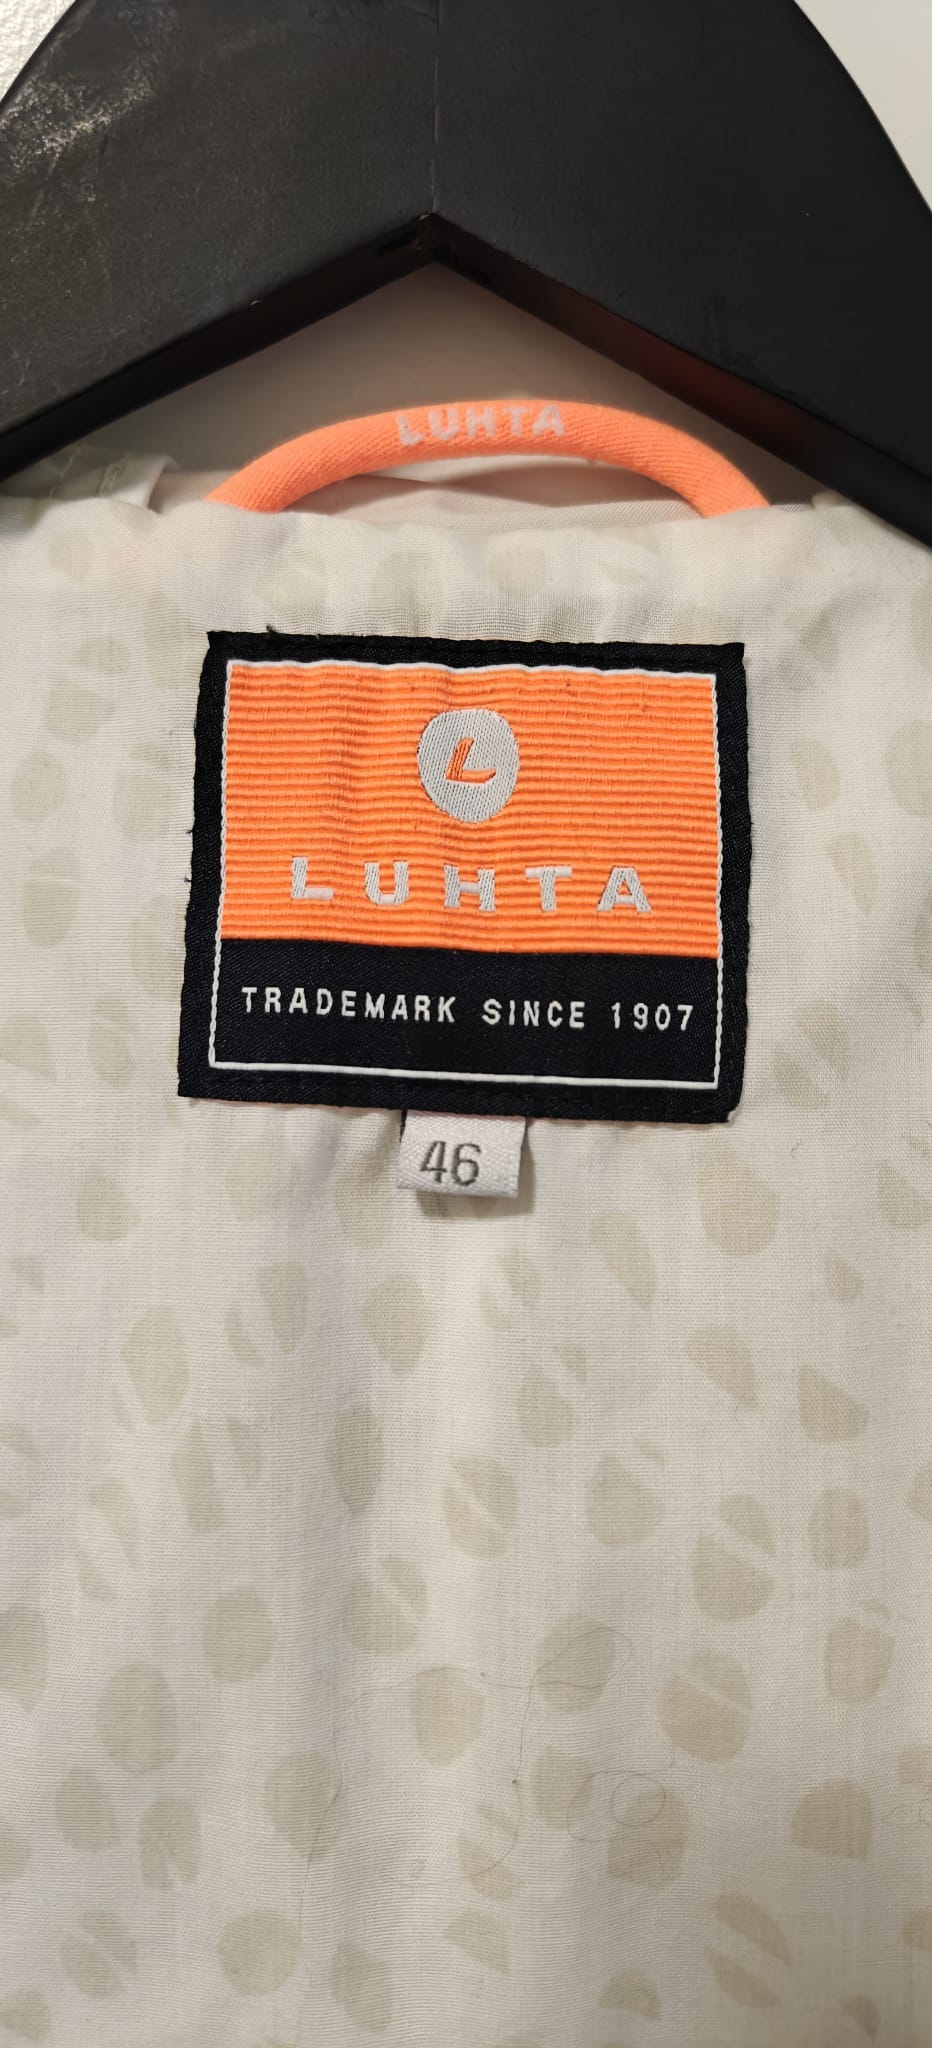 LUHTA
L
LUHTA
TRADEMARK SINCE 1907
46